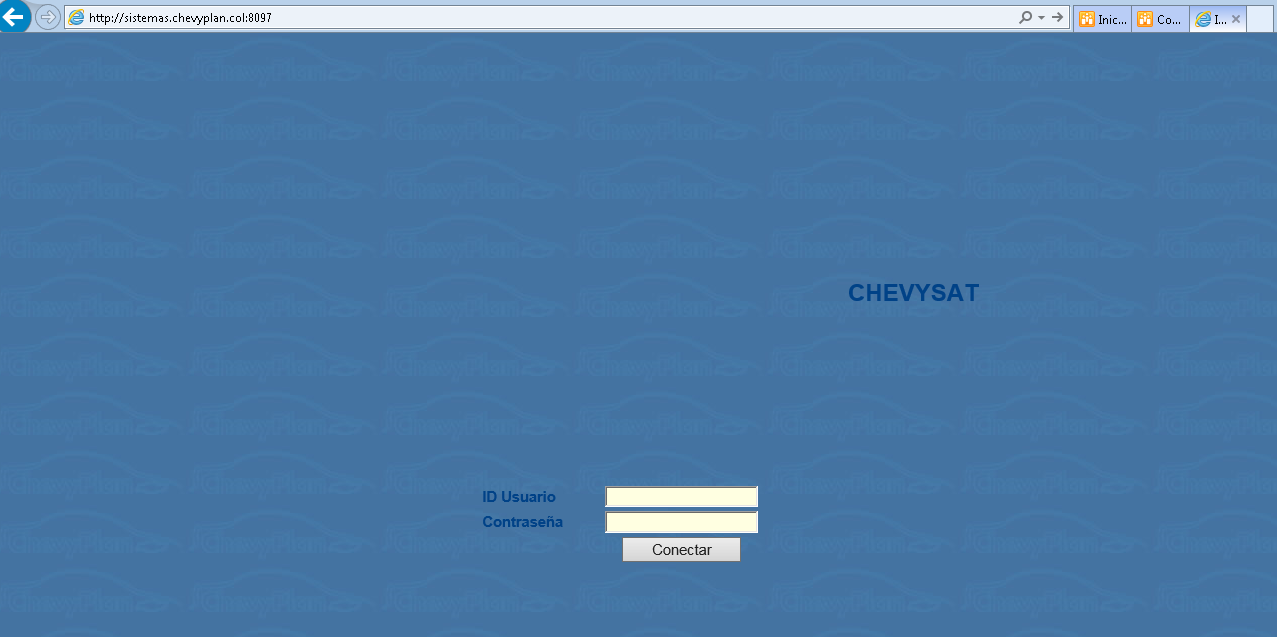 http://sistemas.chevyplan.col:8097
Inic...
Co...
I...
CHEVYSAT
ID Usuario
Contraseña
Conectar